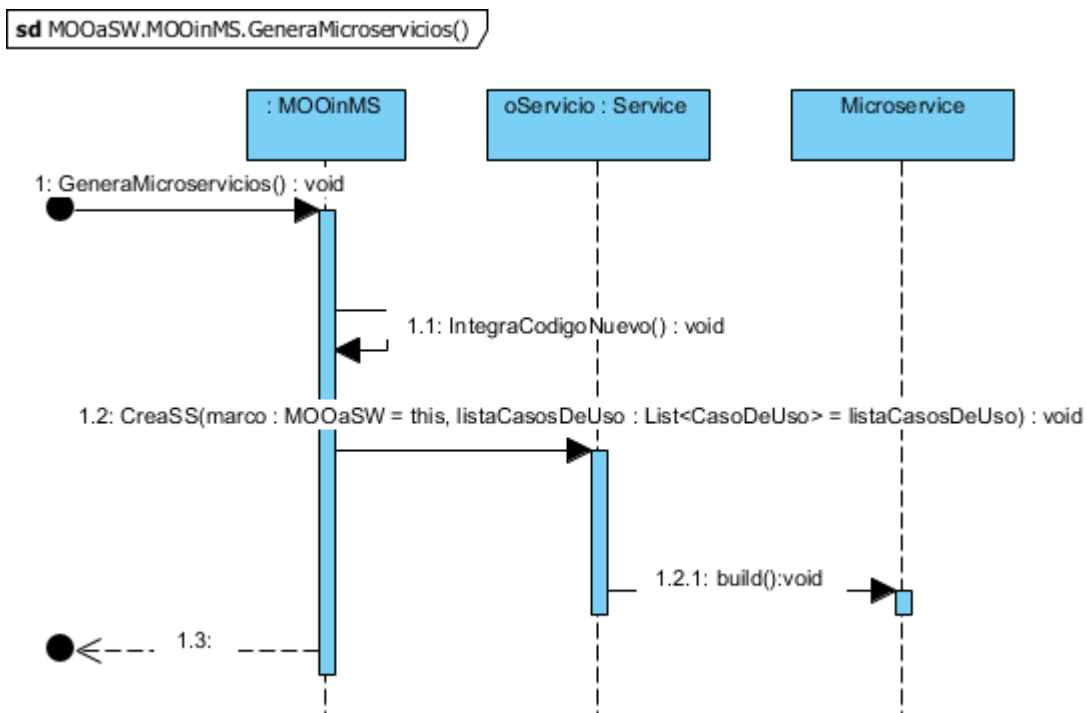 sd MOOaSW.MOOinMS.GeneraMicroservicios()
: MOOinMS
oServicio : Service
Microservice
1: GeneraMicroservicios() : void
1.1: IntegraCodigoNuevo() : void
1.2: CreaSS(marco : MOOaSW = this, listaCasosDeUso : List<CasoDeUso> = listaCasosDeUso) : void
1.2.1: build():void
1.3: